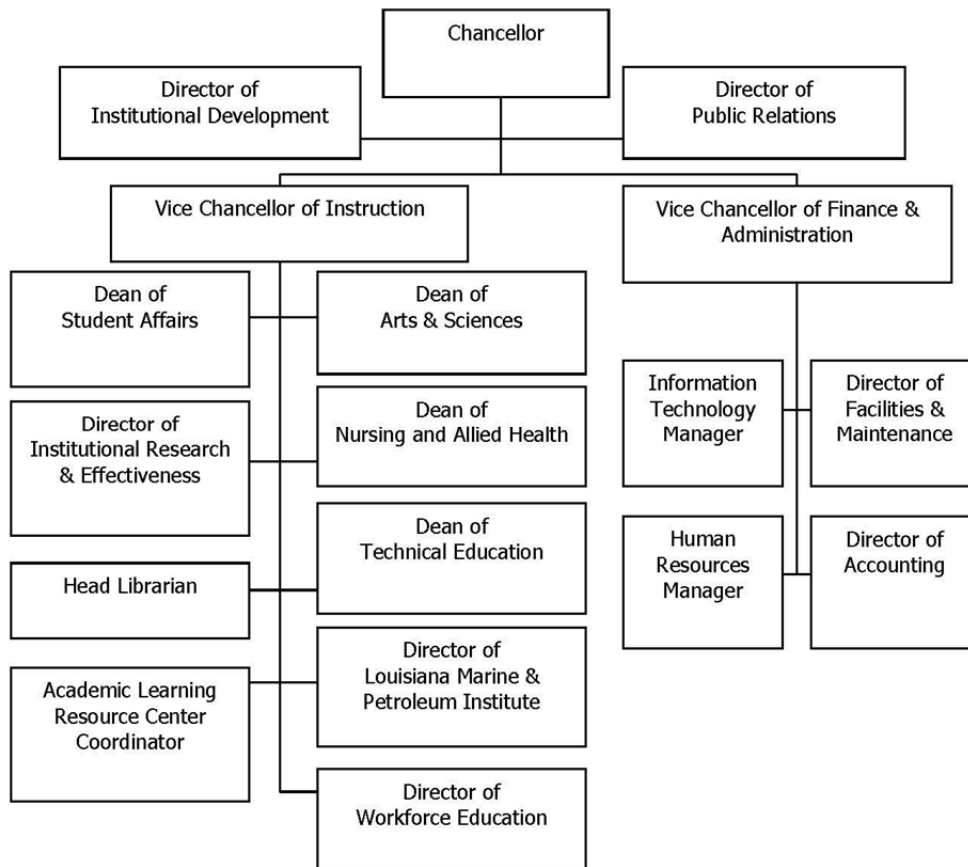 Chancellor
Director of
Institutional Development
Director of
Public Relations
Vice Chancellor of Instruction
Vice Chancellor of Finance &
Administration
Dean of
Student Affairs
Dean of
Arts & Sciences
Director of
Institutional Research
& Effectiveness
Dean of
Nursing and Allied Health
Information
Technology
Manager
Director of
Facilities &
Maintenance
Head Librarian
Dean of
Technical Education
Human
Resources
Manager
Director of
Accounting
Academic Learning
Resource Center
Coordinator
Director of
Louisiana Marine &
Petroleum Institute
Director of
Workforce Education